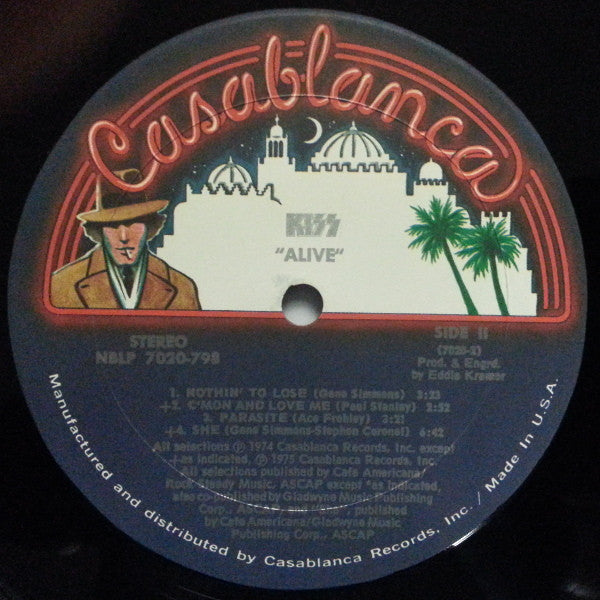 Casablanca
KISS
"ALIVE"
STEREO
NBLP 7020-798
SIDE II
(7020-2)
Prod. & Engrd.
by Eddie Kramer
1. NOTHIN' TO LOSE (Gene Simmons) 3:23
+2. C'MON AND LOVE ME (Paul Stanley) 2:52
3. PARASITE (Ace Frehley) 3:21
+4. SHE (Gene Simmons-Stephen Coronel) 6:42
All selections ℗ 1974 Casablanca Records, Inc. except
+as indicated, ℗ 1975 Casablanca Records, Inc.
All selections published by Cafe Americana/
Rock Steady Music, ASCAP except *as indicated,
also co-published by Gladwyne Music Publishing
Corp., ASCAP, published
by Cafe Americana/Gladwyne Music
Publishing Corp., ASCAP
Manufactured and distributed by Casablanca Records, Inc. / Made In U.S.A.